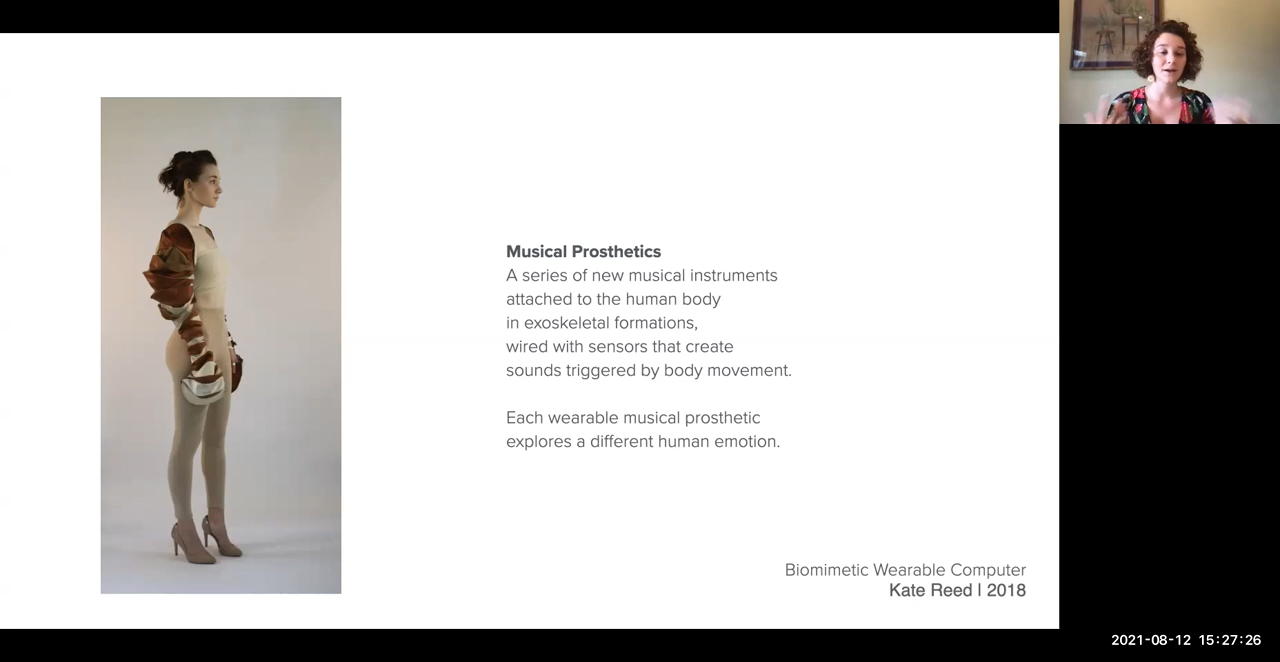 Musical Prosthetics
A series of new musical instruments
attached to the human body
in exoskeletal formations,
wired with sensors that create
sounds triggered by body movement.
Each wearable musical prosthetic
explores a different human emotion.
Biomimetic Wearable Computer
Kate Reed | 2018
2021-08-12 15:27:26